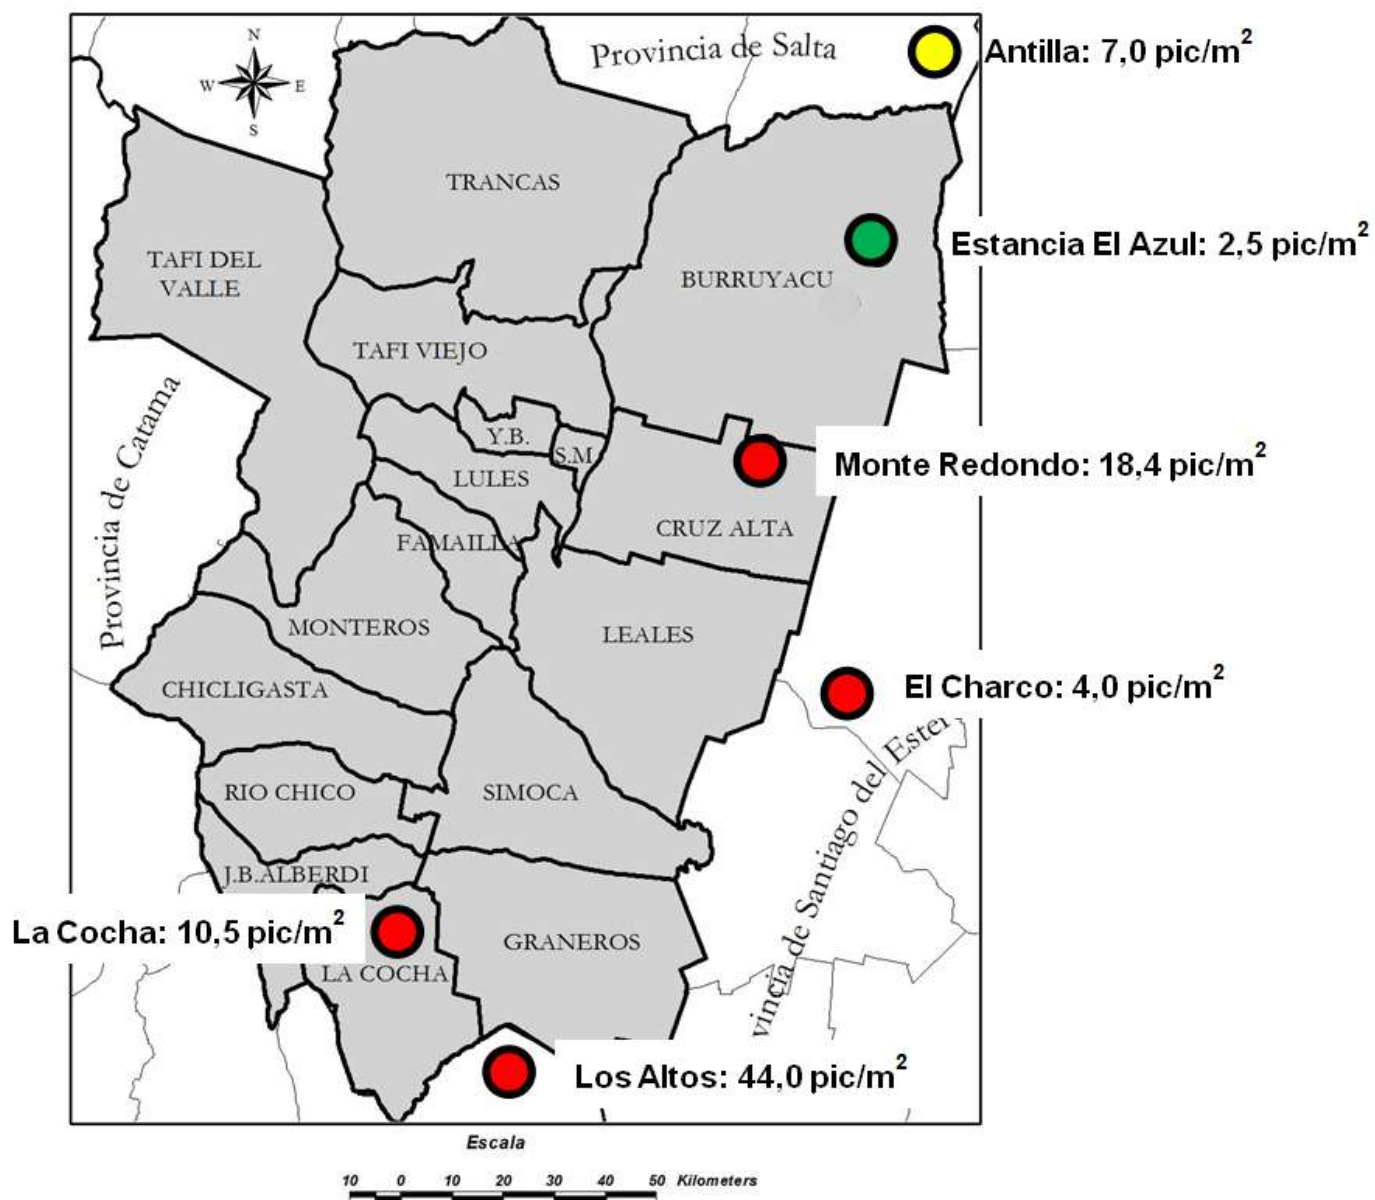 N
W E
S
Provincia de Salta
Antilla: 7,0 pic/m²
TRANCAS
Estancia El Azul: 2,5 pic/m²
TAFI DEL
VALLE
BURRUYACU
TAFI VIEJO
Provincia de Catama
Y.B.
S.M
LULES
Monte Redondo: 18,4 pic/m²
CRUZ ALTA
FAMAILLA
MONTEROS
LEALES
CHICLIGASTA
El Charco: 4,0 pic/m²
vincia de Santiago del Ester
RIO CHICO
SIMOCA
J.B.ALBERDI
La Cocha: 10,5 pic/m²
GRANEROS
LA COCHA
Los Altos: 44,0 pic/m²
Escala
10 0 10 20 30 40 50 Kilometers